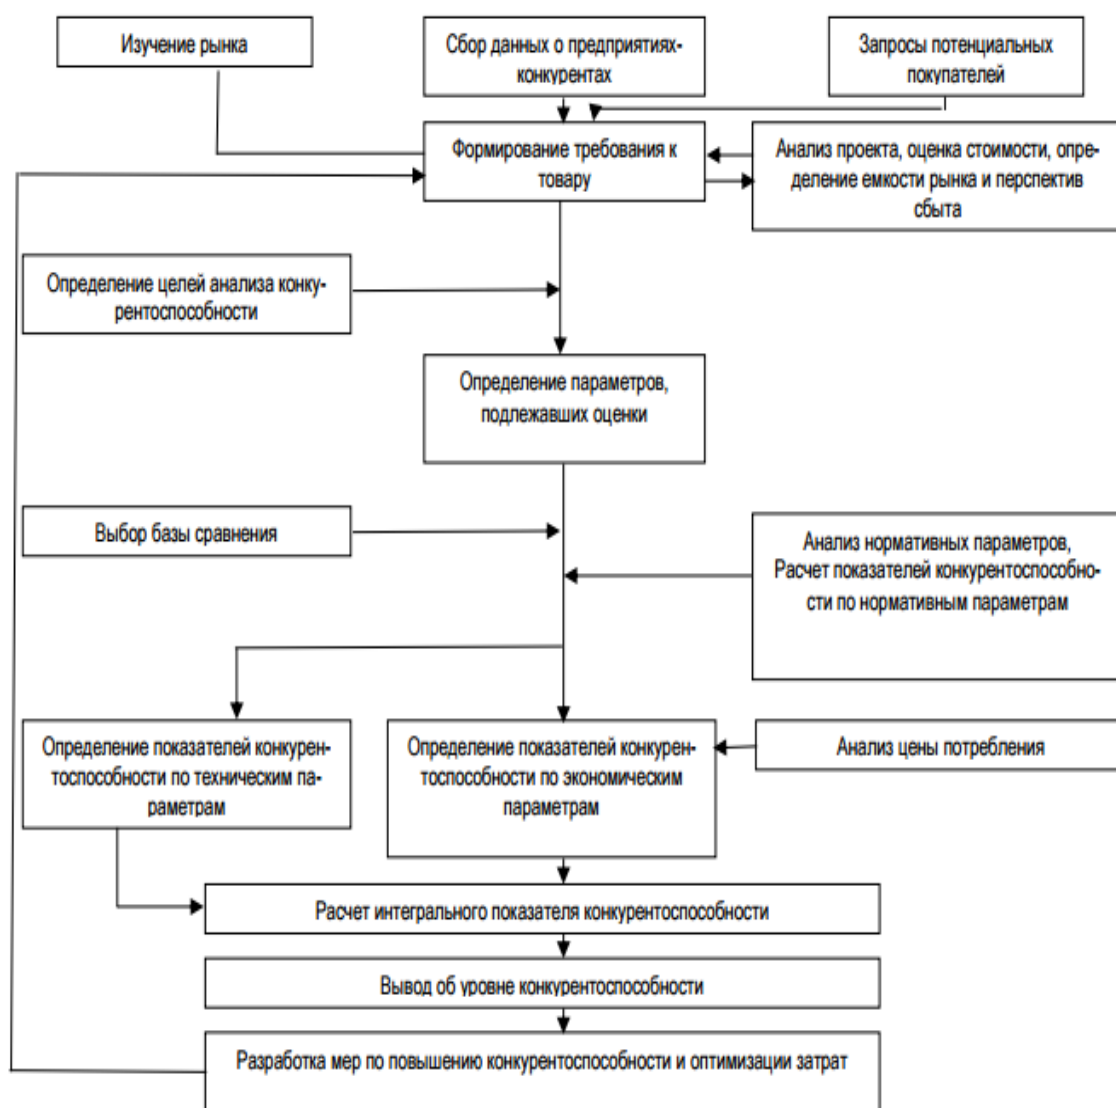 Изучение рынка
Сбор данных о предприятиях-
конкурентах
Запросы потенциальных
покупателей
Формирование требования к
товару
Анализ проекта, оценка стоимости, опре-
деление емкости рынка и перспектив
сбыта
Определение целей анализа конку-
рентоспособности
Определение параметров,
подлежавших оценки
Выбор базы сравнения
Анализ нормативных параметров,
Расчет показателей конкурентоспособно-
сти по нормативным параметрам
Определение показателей конкурен-
тоспособности по техническим па-
раметрам
Определение показателей конкурен-
тоспособности по экономическим
параметрам
Анализ цены потребления
Расчет интегрального показателя конкурентоспособности
Вывод об уровне конкурентоспособности
Разработка мер по повышению конкурентоспособности и оптимизации затрат